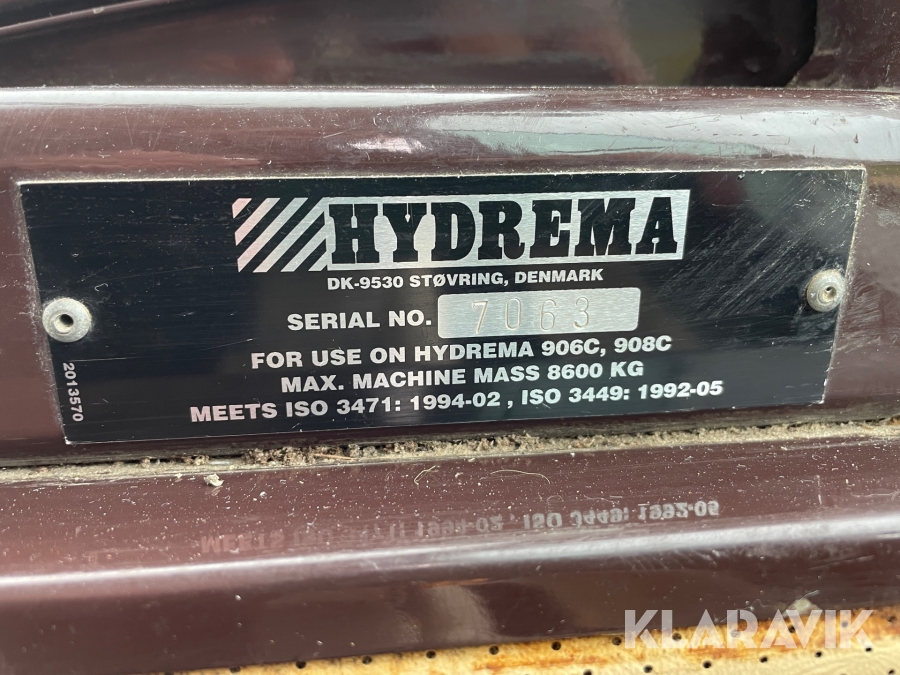 HYDREMA
DK-9530 STØVRING, DENMARK
SERIAL NO. 7063
FOR USE ON HYDREMA 906C, 908C
MAX. MACHINE MASS 8600 KG
MEETS ISO 3471: 1994-02 , ISO 3449: 1992-05
2013570
KLARAVIK